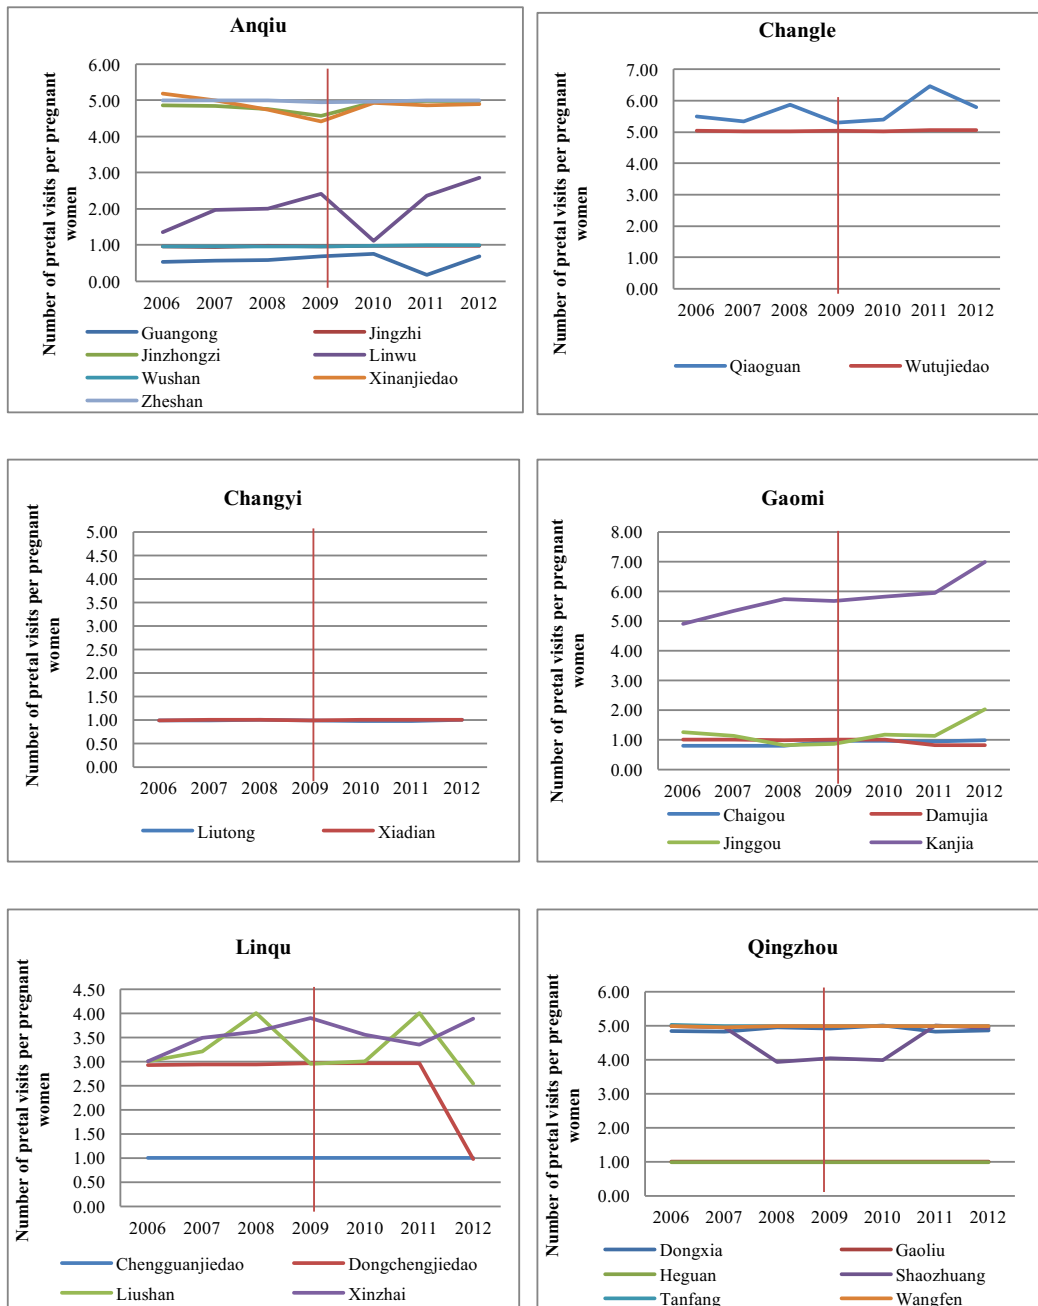 Anqiu
Number of pretal visits per pregnant
women
6.00
5.00
4.00
3.00
2.00
1.00
0.00
2006 2007 2008 2009 2010 2011 2012
Guangong Jingzhi
Jinzhongzi Linwu
Wushan Xinanjiedao
Zheshan
Changle
Number of pretal visits per pregnant
women
7.00
6.00
5.00
4.00
3.00
2.00
1.00
0.00
2006 2007 2008 2009 2010 2011 2012
Qiaoguan Wutujiedao
Changyi
Number of pretal visits per pregnant
women
5.00
4.50
4.00
3.50
3.00
2.50
2.00
1.50
1.00
0.50
0.00
2006 2007 2008 2009 2010 2011 2012
Liutong Xiadian
Gaomi
Number of pretal visits per pregnant
women
8.00
7.00
6.00
5.00
4.00
3.00
2.00
1.00
0.00
2006 2007 2008 2009 2010 2011 2012
Chaigou Damujia
Jinggou Kanjia
Linqu
Number of pretal visits per pregnant
women
4.50
4.00
3.50
3.00
2.50
2.00
1.50
1.00
0.50
0.00
2006 2007 2008 2009 2010 2011 2012
Chengguanjiedao Dongchengjiedao
Liushan Xinzhai
Qingzhou
Number of pretal visits per pregnant
women
6.00
5.00
4.00
3.00
2.00
1.00
0.00
2006 2007 2008 2009 2010 2011 2012
Dongxia Gaoliu
Heguan Shaozhuang
Tanfang Wangfen